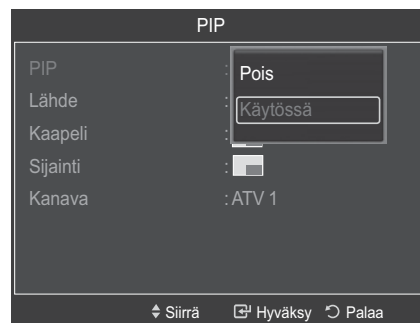 PIP
PIP : Pois
Lähde : Käytössä
Kaapeli :
Sijainti :
Kanava : ATV 1
Siirrä Hyväksy Palaa